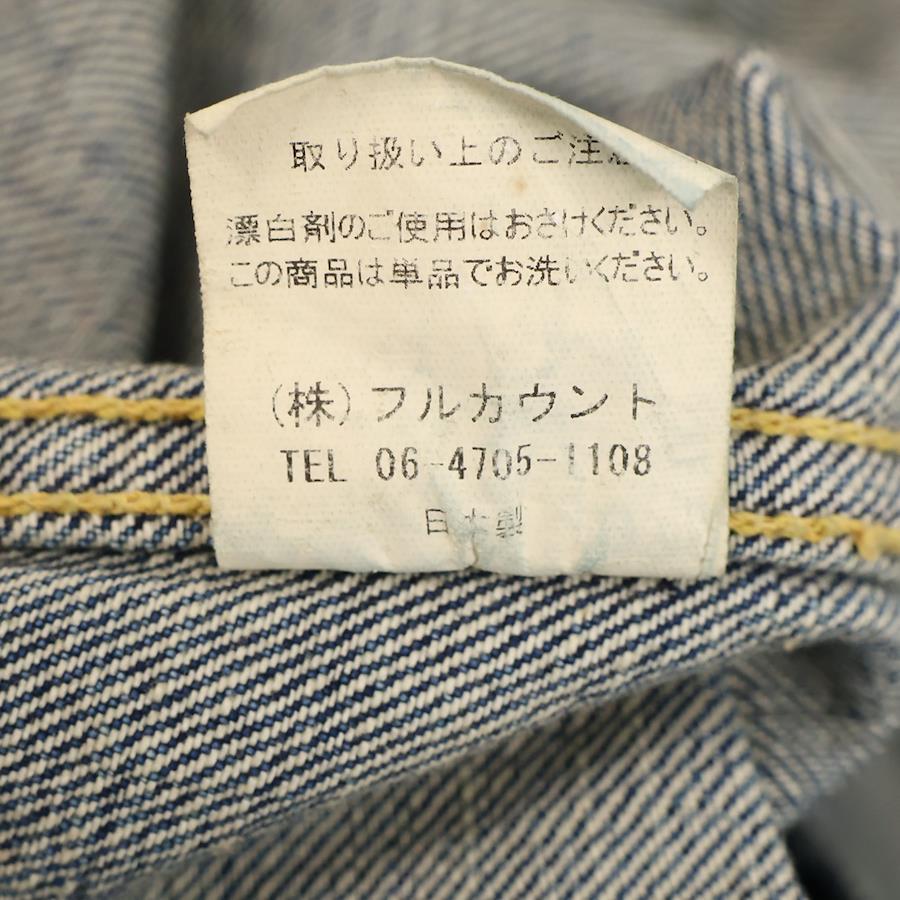 取り扱い上のご注意
漂白剤のご使用はおさけください。
この商品は単品でお洗いください。
(株)フルカウント
TEL 06-4705-1108
日本製